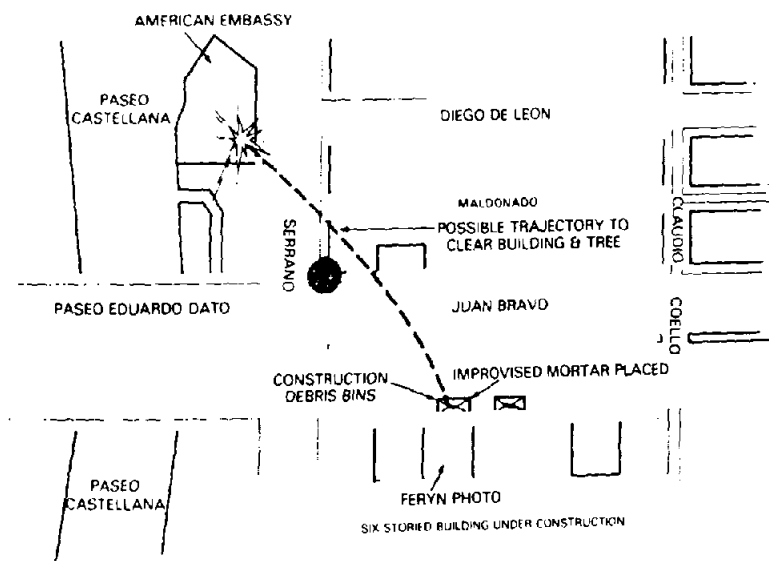 AMERICAN EMBASSY
PASEO
CASTELLANA
DIEGO DE LEON
MALDONADO
POSSIBLE TRAJECTORY TO
CLEAR BUILDING & TREE
SERRANO
CLAUDIO
COELLO
PASEO EDUARDO DATO
JUAN BRAVO
CONSTRUCTION
DEBRIS BINS
IMPROVISED MORTAR PLACED
PASEO
CASTELLANA
FERYN PHOTO
SIX STORIED BUILDING UNDER CONSTRUCTION